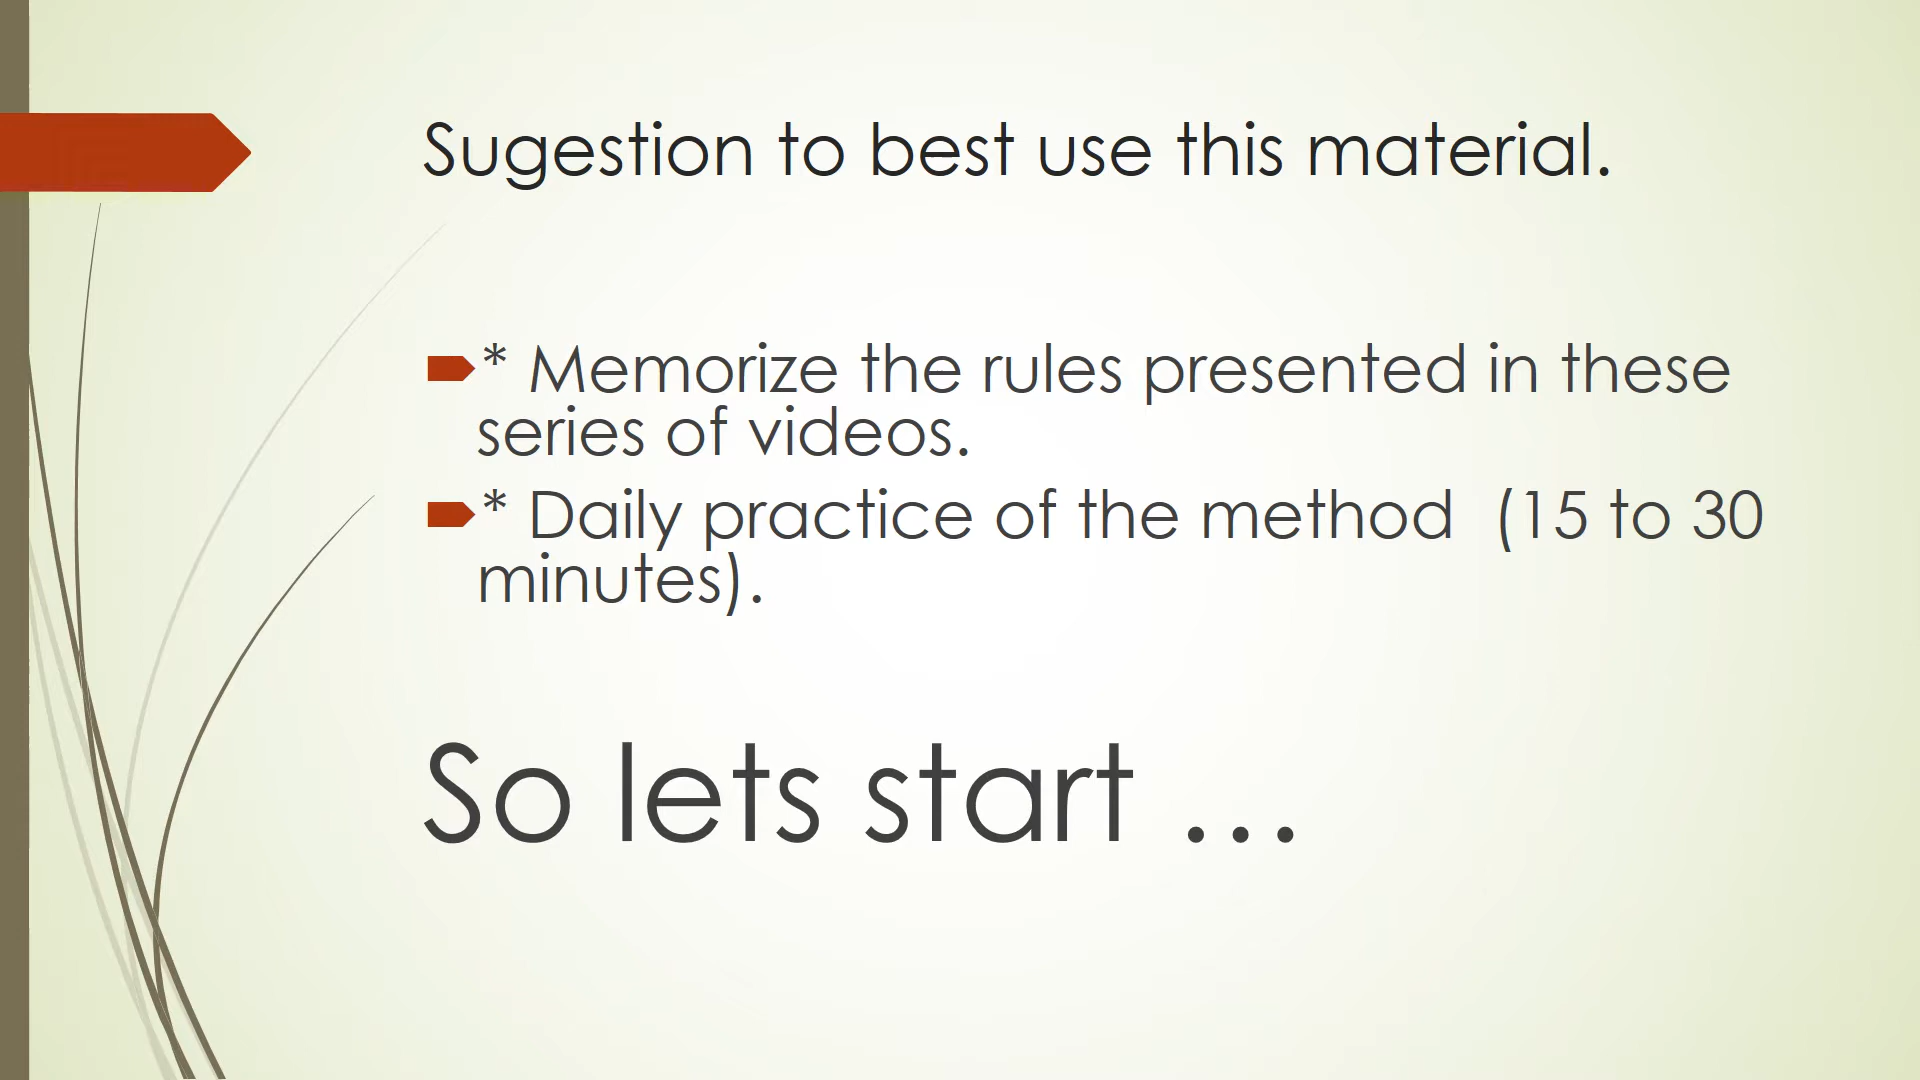 Sugestion to best use this material.
* Memorize the rules presented in these
series of videos.
* Daily practice of the method  (15 to 30
minutes).
So lets start …